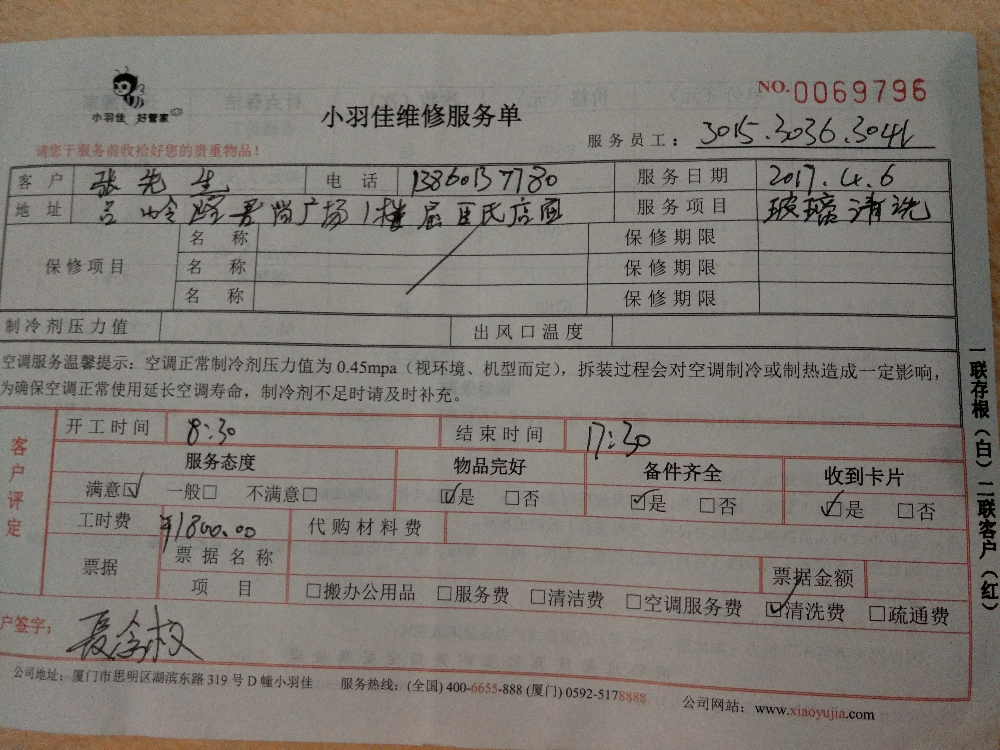 小羽佳 好管家
小羽佳维修服务单
NO.0069796
请您于服务前收拾好您的贵重物品!
服务员工: 3015.3036.3041
客户 张先生 电话 13860137780 服务日期 2017.4.6
地址 吕岭路 尚广场1楼 民店面 服务项目 玻璃清洗
保修项目 名称 保修期限
名称 保修期限
名称 保修期限
制冷剂压力值 出风口温度
空调服务温馨提示: 空调正常制冷剂压力值为 0.45mpa (视环境、机型而定), 拆装过程会对空调制冷或制热造成一定影响,
为确保空调正常使用延长空调寿命, 制冷剂不足时请及时补充。
客户评定
开工时间 8:30 结束时间 17:30
服务态度 物品完好 备件齐全 收到卡片
满意☑ 一般□ 不满意□ ☑是 □否 ☑是 □否 ☑是 □否
工时费 ¥1800.00 代购材料费
票据 票据名称 票据金额
项目 □搬办公用品 □服务费 □清洁费 □空调服务费 ☑清洗费 □疏通费
户签字:
公司地址: 厦门市思明区湖滨东路 319 号 D 幢小羽佳 服务热线: (全国) 400-6655-888 (厦门) 0592-5178888
公司网站: www.xiaoyujia.com
一联存根(白)二联客户(红)